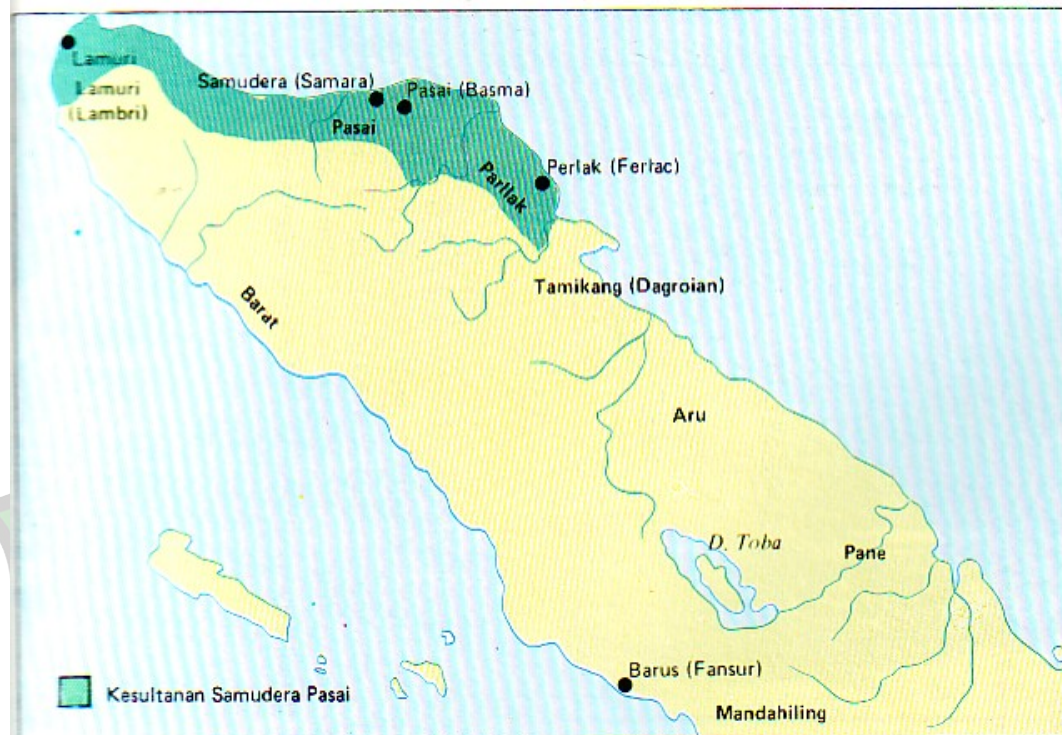 Lamuri
Lamuri
(Lambri)
Samudera (Samara)
Pasai (Basma)
Pasai
Perlak (Ferlac)
Parllak
Tamikang (Dagroian)
Barat
Aru
D. Toba
Pane
Barus (Fansur)
Kesultanan Samudera Pasai
Mandahiling